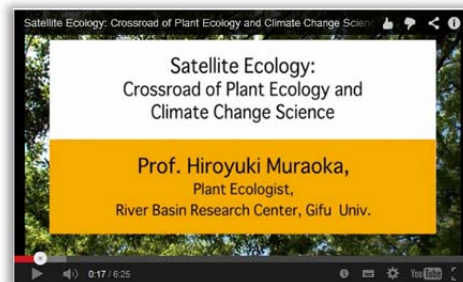 Satellite Ecology: Crossroad of Plant Ecology and Climate Change Scienc
Satellite Ecology:
Crossroad of Plant Ecology and
Climate Change Science
Prof. Hiroyuki Muraoka,
Plant Ecologist,
River Basin Research Center, Gifu Univ.
0:17 / 6:25
YouTube